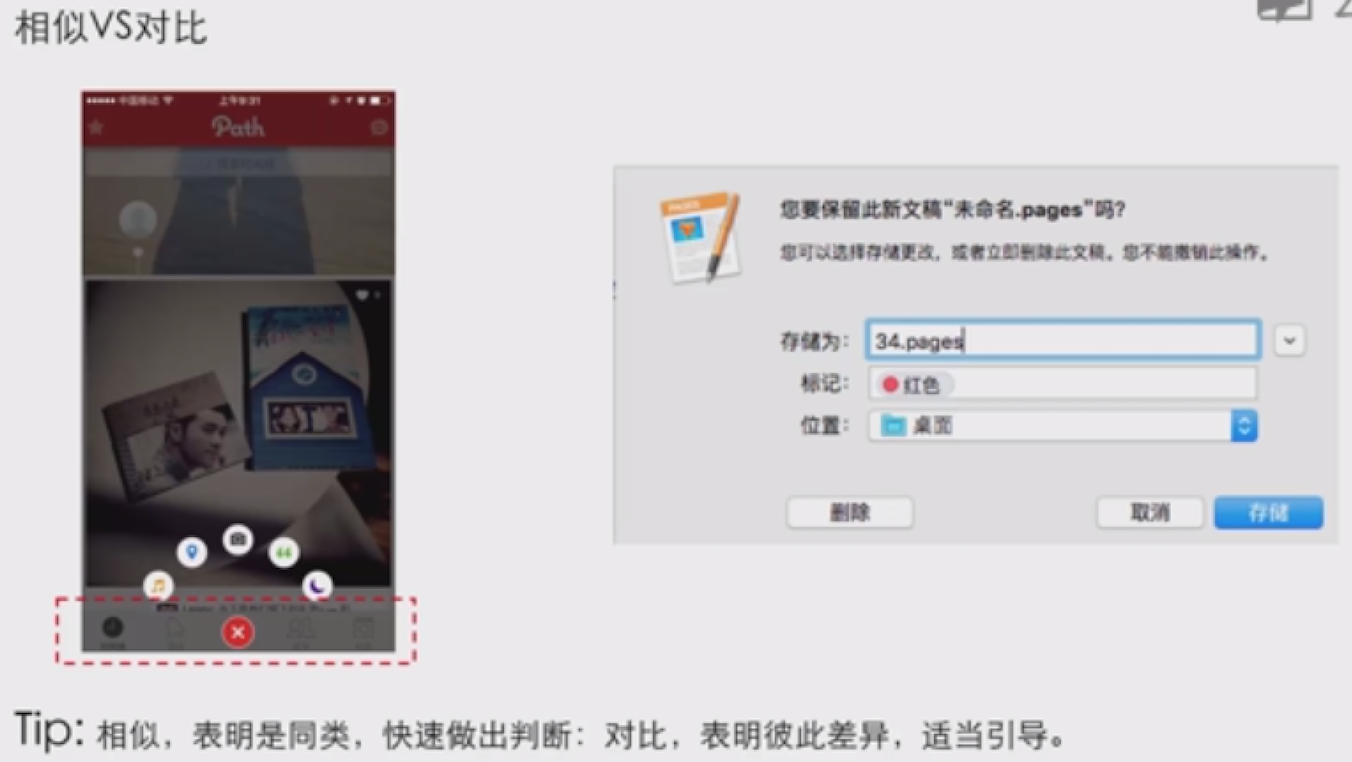 相似VS对比
中国移动
上午9:31
Path
PAGES
您要保留此新文稿“未命名.pages”吗?
您可以选择存储更改，或者立即删除此文稿。您不能撤销此操作。
存储为：
34.pages
标记：
红色
位置：
桌面
删除
取消
存储
Tip: 相似，表明是同类，快速做出判断：对比，表明彼此差异，适当引导。